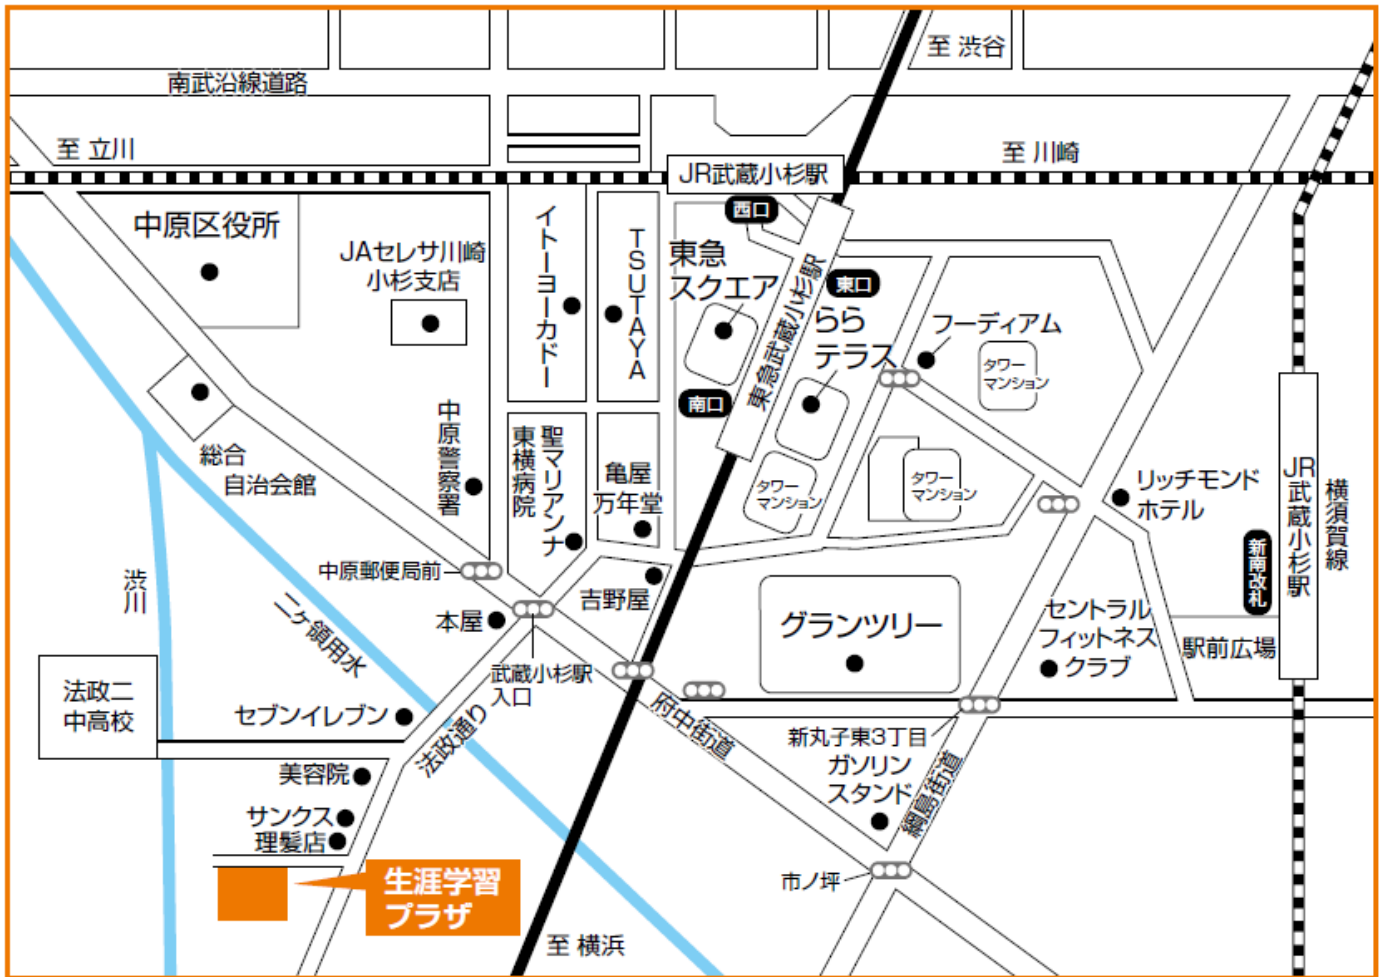 至 渋谷
南武沿線道路
至 立川
至 川崎
JR武蔵小杉駅
西口
中原区役所
イトーヨーカドー
TSUTAYA
東急
スクエア
東急武蔵小杉駅
東口
JAセレサ川崎
小杉支店
らら
テラス
フーディアム
タワー
マンション
南口
中原警察署
聖マリアンナ
東横病院
亀屋
万年堂
総合
自治会館
タワー
マンション
タワー
マンション
リッチモンド
ホテル
JR武蔵小杉駅
横須賀線
新南改札
中原郵便局前
渋川
二ヶ領用水
本屋
吉野屋
グランツリー
セントラル
フィットネス
クラブ
駅前広場
武蔵小杉駅
入口
法政二
中高校
セブンイレブン
法政通り
府中街道
新丸子東3丁目
ガソリン
スタンド
綱島街道
美容院
サンクス
理髪店
生涯学習
プラザ
市ノ坪
至 横浜